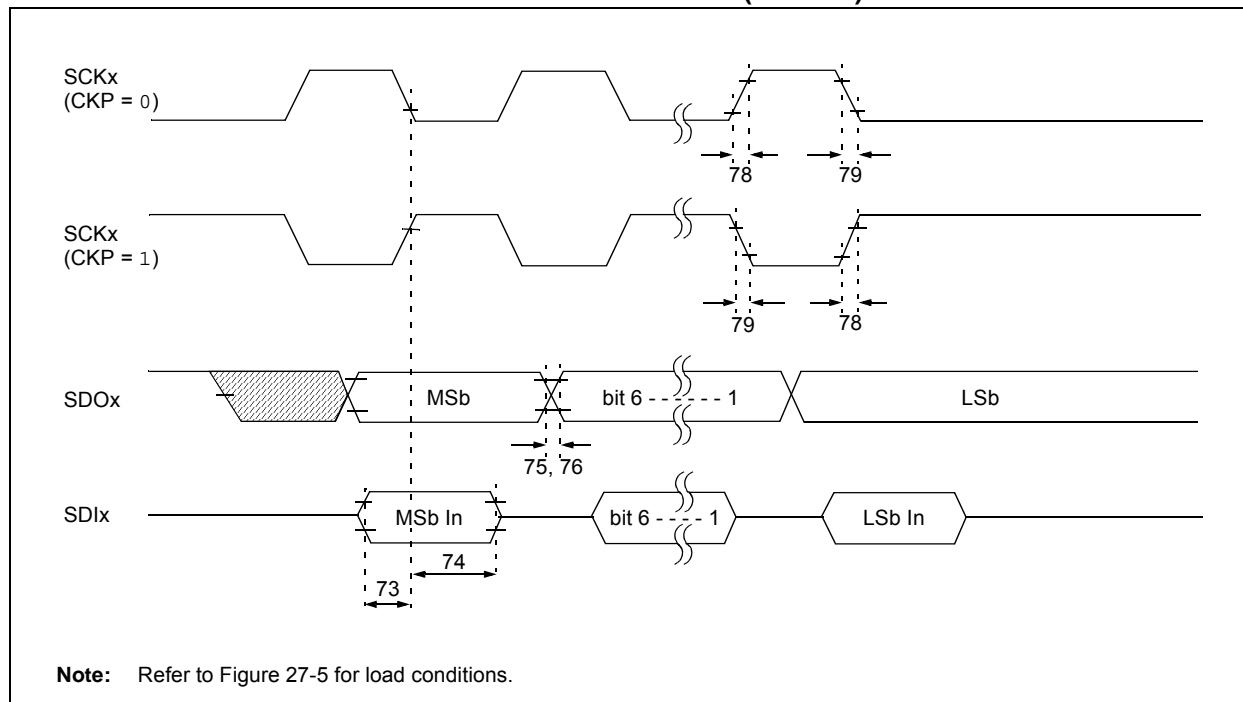 SCKx
(CKP = 0)
78
79
SCKx
(CKP = 1)
79
78
SDOx
MSb
bit 6 - - - - - - 1
LSb
75, 76
SDIx
MSb In
bit 6 - - - - 1
LSb In
74
73
Note: Refer to Figure 27-5 for load conditions.